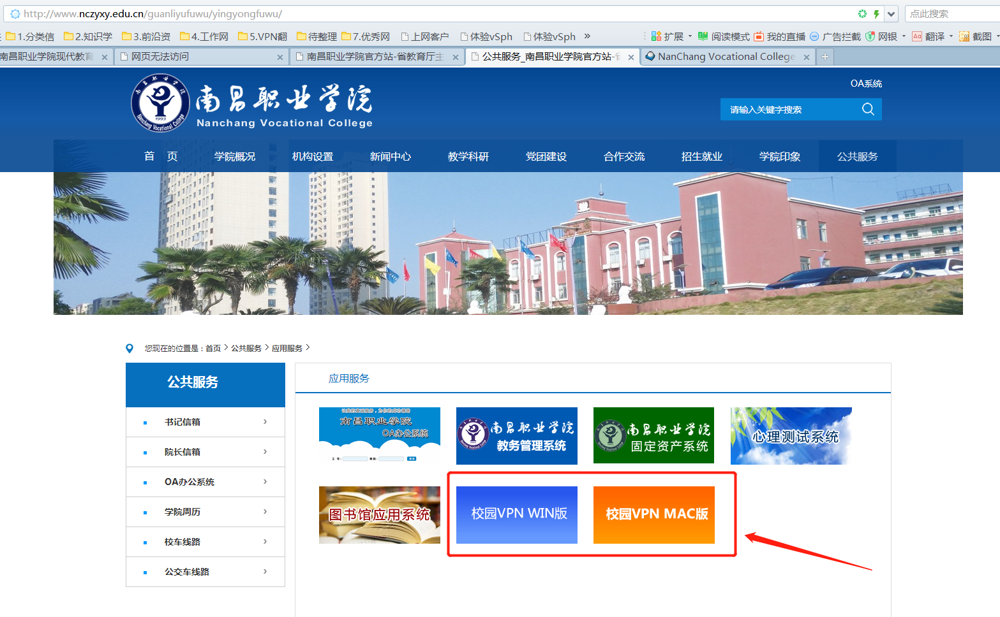 http://www.nczyxy.edu.cn/guanliyufuwu/yingyongfuwu/
点此搜索
1.分类信
2.知识学
3.前沿资
4.工作网
5.VPN翻
待整理
7.优秀网
上网客户
体验vSph
体验vSph
»
扩展
阅读模式
我的直播
广告拦截
网银
翻译
截图
南昌职业学院现代教育
网页无法访问
南昌职业学院官方站-省教育厅主
公共服务_南昌职业学院官方站-省
NanChang Vocational College
南昌职业学院
Nanchang Vocational College
1993
OA系统
请输入关键字搜索
首 页
学院概况
机构设置
新闻中心
教学科研
党团建设
合作交流
招生就业
学院印象
公共服务
您现在的位置是：首页 > 公共服务 > 应用服务 >
公共服务
书记信箱
院长信箱
OA办公系统
学院周历
校车线路
公交车线路
应用服务
南昌职业学院
OA办公系统
南昌职业学院
教务管理系统
南昌职业学院
固定资产系统
心理测试系统
图书馆应用系统
校园VPN WIN版
校园VPN MAC版